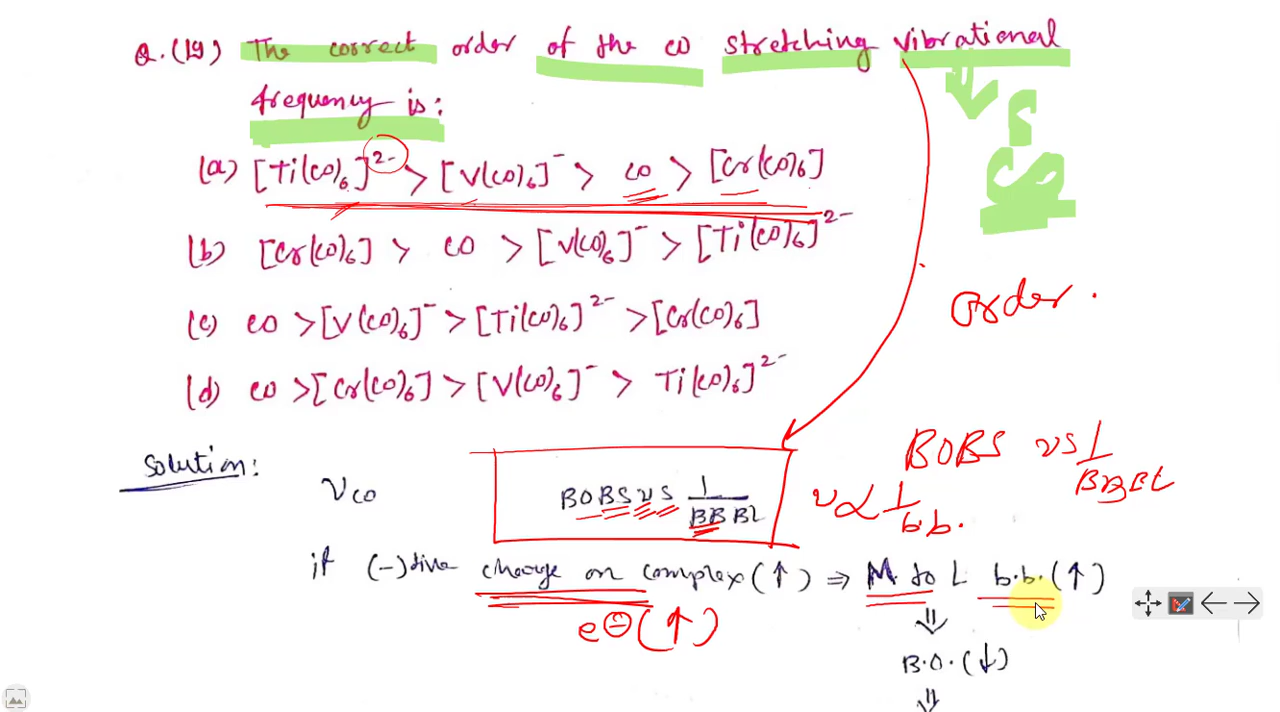 Q.(19) The correct order of the co stretching vibrational
frequency is:
(a) [Ti(CO)₆]²⁻ > [V(CO)₆]⁻ > co > [Cr(CO)₆]
(b) [Cr(CO)₆] > co > [V(CO)₆]⁻ > [Ti(CO)₆]²⁻
(c) co > [V(CO)₆]⁻ > [Ti(CO)₆]²⁻ > [Cr(CO)₆]
(d) co > [Cr(CO)₆] > [V(CO)₆]⁻ > Ti(CO)₆]²⁻
order.
Solution:
νco
BOBSνS 1/BBBL
BOBS νS 1/BBBL
ν∝ 1/b.b.
if (-)tive charge on complex(↑) ⇒ M to L b.b.(↑)
e⊖(↑)
⇓
B.O.(↓)
⇓